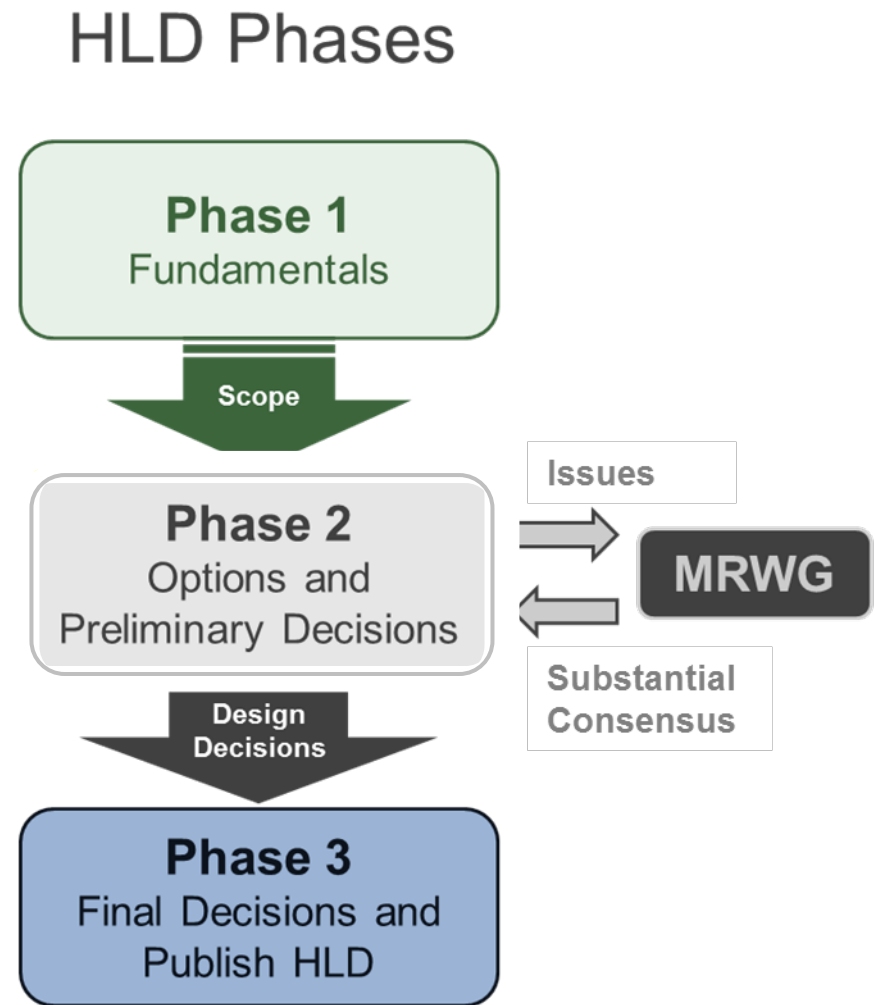 HLD Phases
Phase 1
Fundamentals
Scope
Issues
Phase 2
Options and
Preliminary Decisions
MRWG
Substantial
Consensus
Design
Decisions
Phase 3
Final Decisions and
Publish HLD